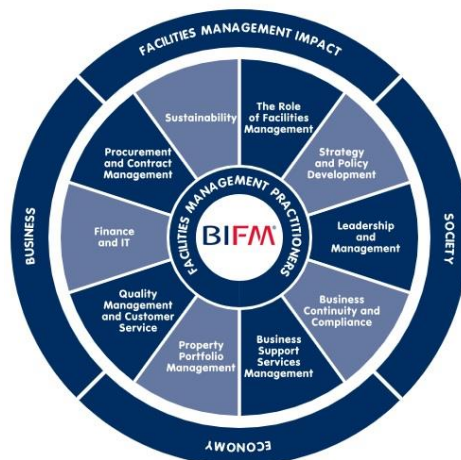 FACILITIES MANAGEMENT IMPACT
SOCIETY
ECONOMY
BUSINESS
The Role
of Facilities
Management
Strategy
and Policy
Development
Leadership
and
Management
Business
Continuity and
Compliance
Business
Support
Services
Management
Property
Portfolio
Management
Quality
Management
and Customer
Service
Finance
and IT
Procurement
and Contract
Management
Sustainability
FACILITIES MANAGEMENT PRACTITIONERS
BIFM®